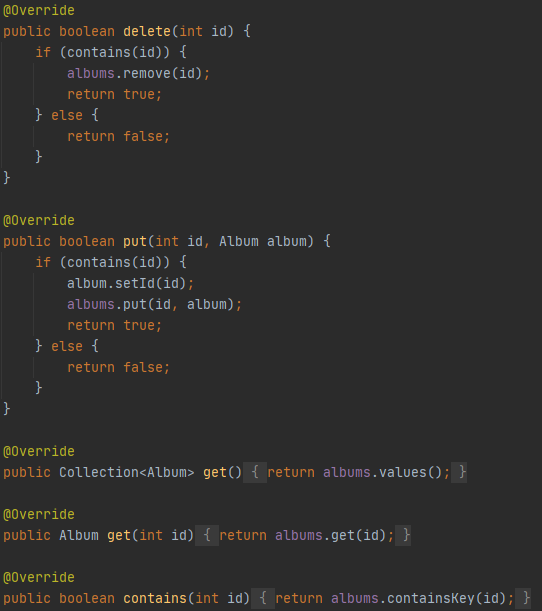 @Override
public boolean delete(int id) {
    if (contains(id)) {
        albums.remove(id);
        return true;
    } else {
        return false;
    }
}
@Override
public boolean put(int id, Album album) {
    if (contains(id)) {
        album.setId(id);
        albums.put(id, album);
        return true;
    } else {
        return false;
    }
}
@Override
public Collection<Album> get() { return albums.values(); }
@Override
public Album get(int id) { return albums.get(id); }
@Override
public boolean contains(int id) { return albums.containsKey(id); }